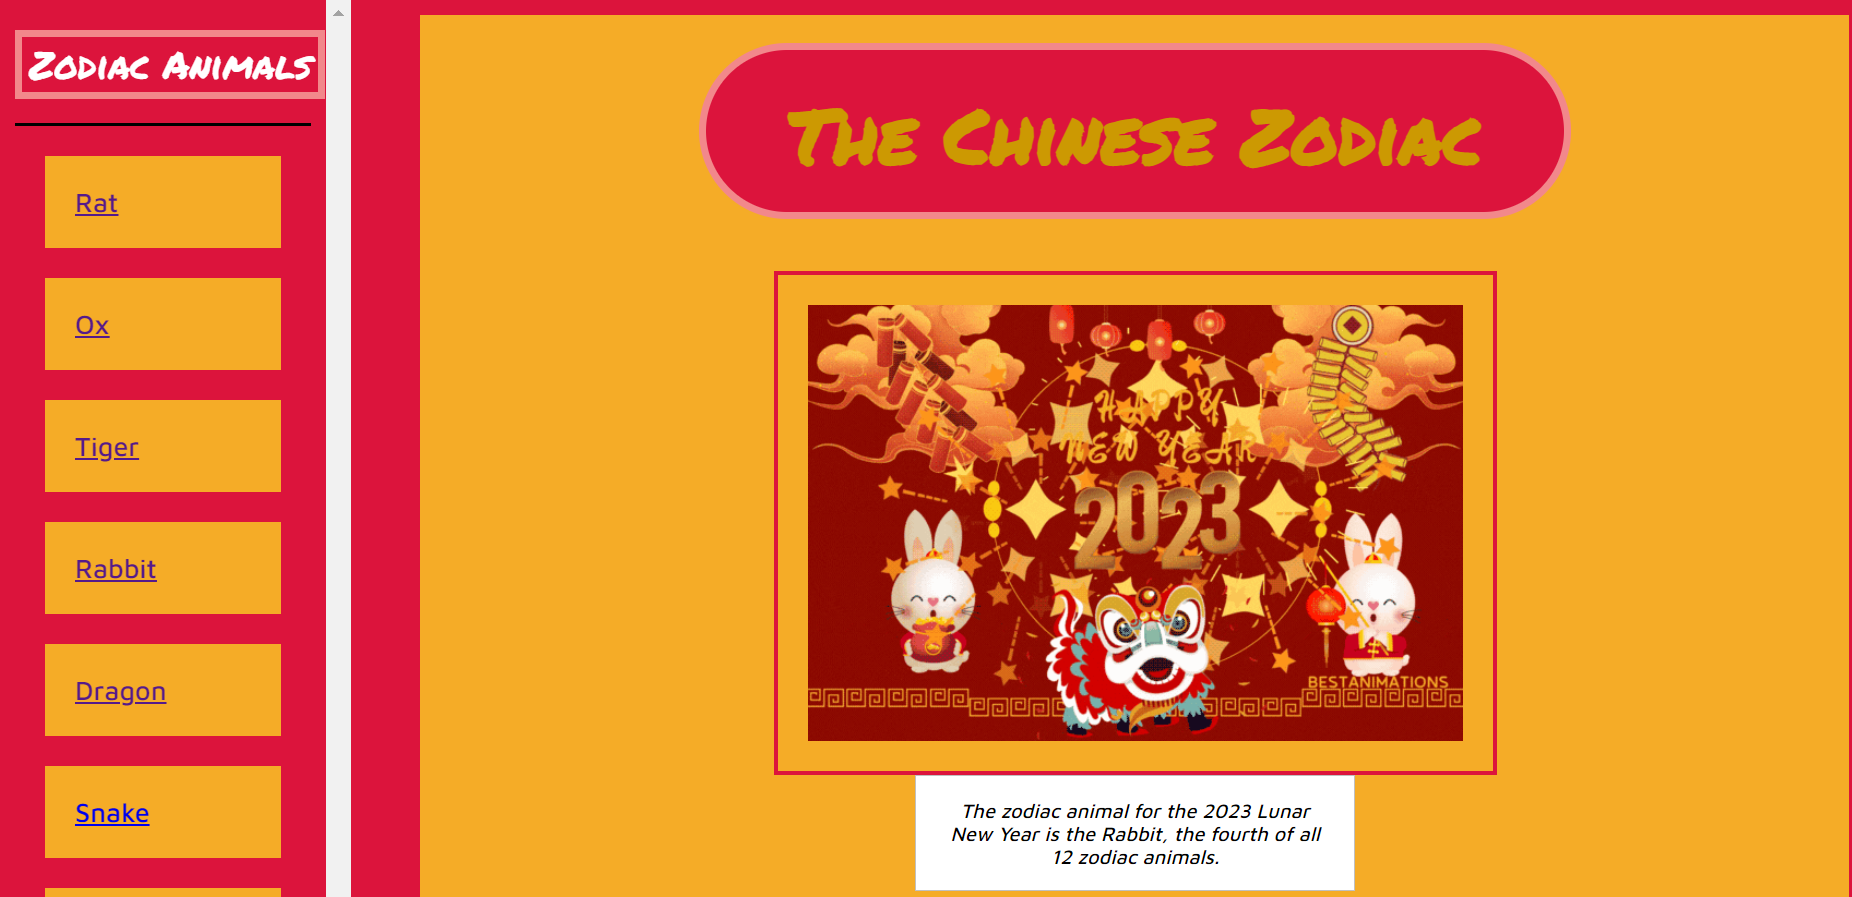 Zodiac Animals
Rat
Ox
Tiger
Rabbit
Dragon
Snake
The Chinese Zodiac
HAPPY
NEW YEAR
2023
BESTANIMATIONS
The zodiac animal for the 2023 Lunar
New Year is the Rabbit, the fourth of all
12 zodiac animals.